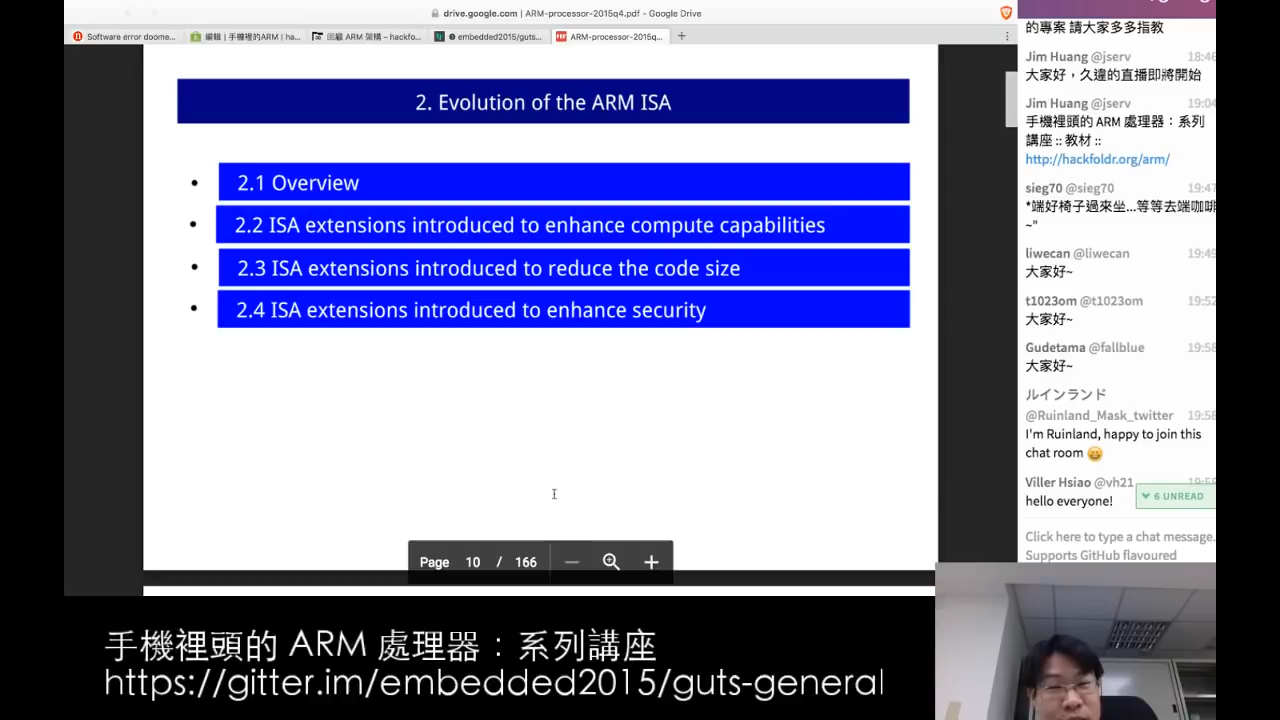 drive.google.com | ARM-processor-2015q4.pdf - Google Drive
Software error doome...
編輯 | 手機裡的ARM | ha...
回顧 ARM 架構 – hackfo...
embedded2015/guts...
ARM-processor-2015q...
2. Evolution of the ARM ISA
• 2.1 Overview
• 2.2 ISA extensions introduced to enhance compute capabilities
• 2.3 ISA extensions introduced to reduce the code size
• 2.4 ISA extensions introduced to enhance security
Page 10 / 166
的專案 請大家多多指教
Jim Huang @jserv 18:46
大家好，久違的直播即將開始
Jim Huang @jserv 19:04
手機裡頭的 ARM 處理器：系列
講座 :: 教材 ::
http://hackfoldr.org/arm/
sieg70 @sieg70 19:47
*端好椅子過來坐...等等去端咖啡
~"
liwecan @liwecan 19:49
大家好~
t1023om @t1023om 19:52
大家好~
Gudetama @fallblue 19:58
大家好~
ルインランド
@Ruinland_Mask_twitter 19:58
I'm Ruinland, happy to join this
chat room
Viller Hsiao @vh21 19:59
hello everyone!
6 UNREAD
Click here to type a chat message.
Supports GitHub flavoured
手機裡頭的 ARM 處理器：系列講座
https://gitter.im/embedded2015/guts-general